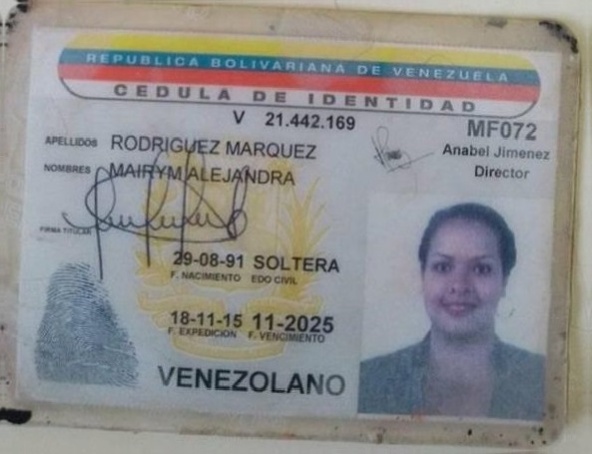 REPUBLICA BOLIVARIANA DE VENEZUELA
CEDULA DE IDENTIDAD
V 21.442.169
MF072
Anabel Jimenez
Director
APELLIDOS RODRIGUEZ MARQUEZ
NOMBRES MAIRYM ALEJANDRA
FIRMA TITULAR
29-08-91 SOLTERA
F. NACIMIENTO EDO CIVIL
18-11-15 11-2025
F. EXPEDICION F. VENCIMIENTO
VENEZOLANO